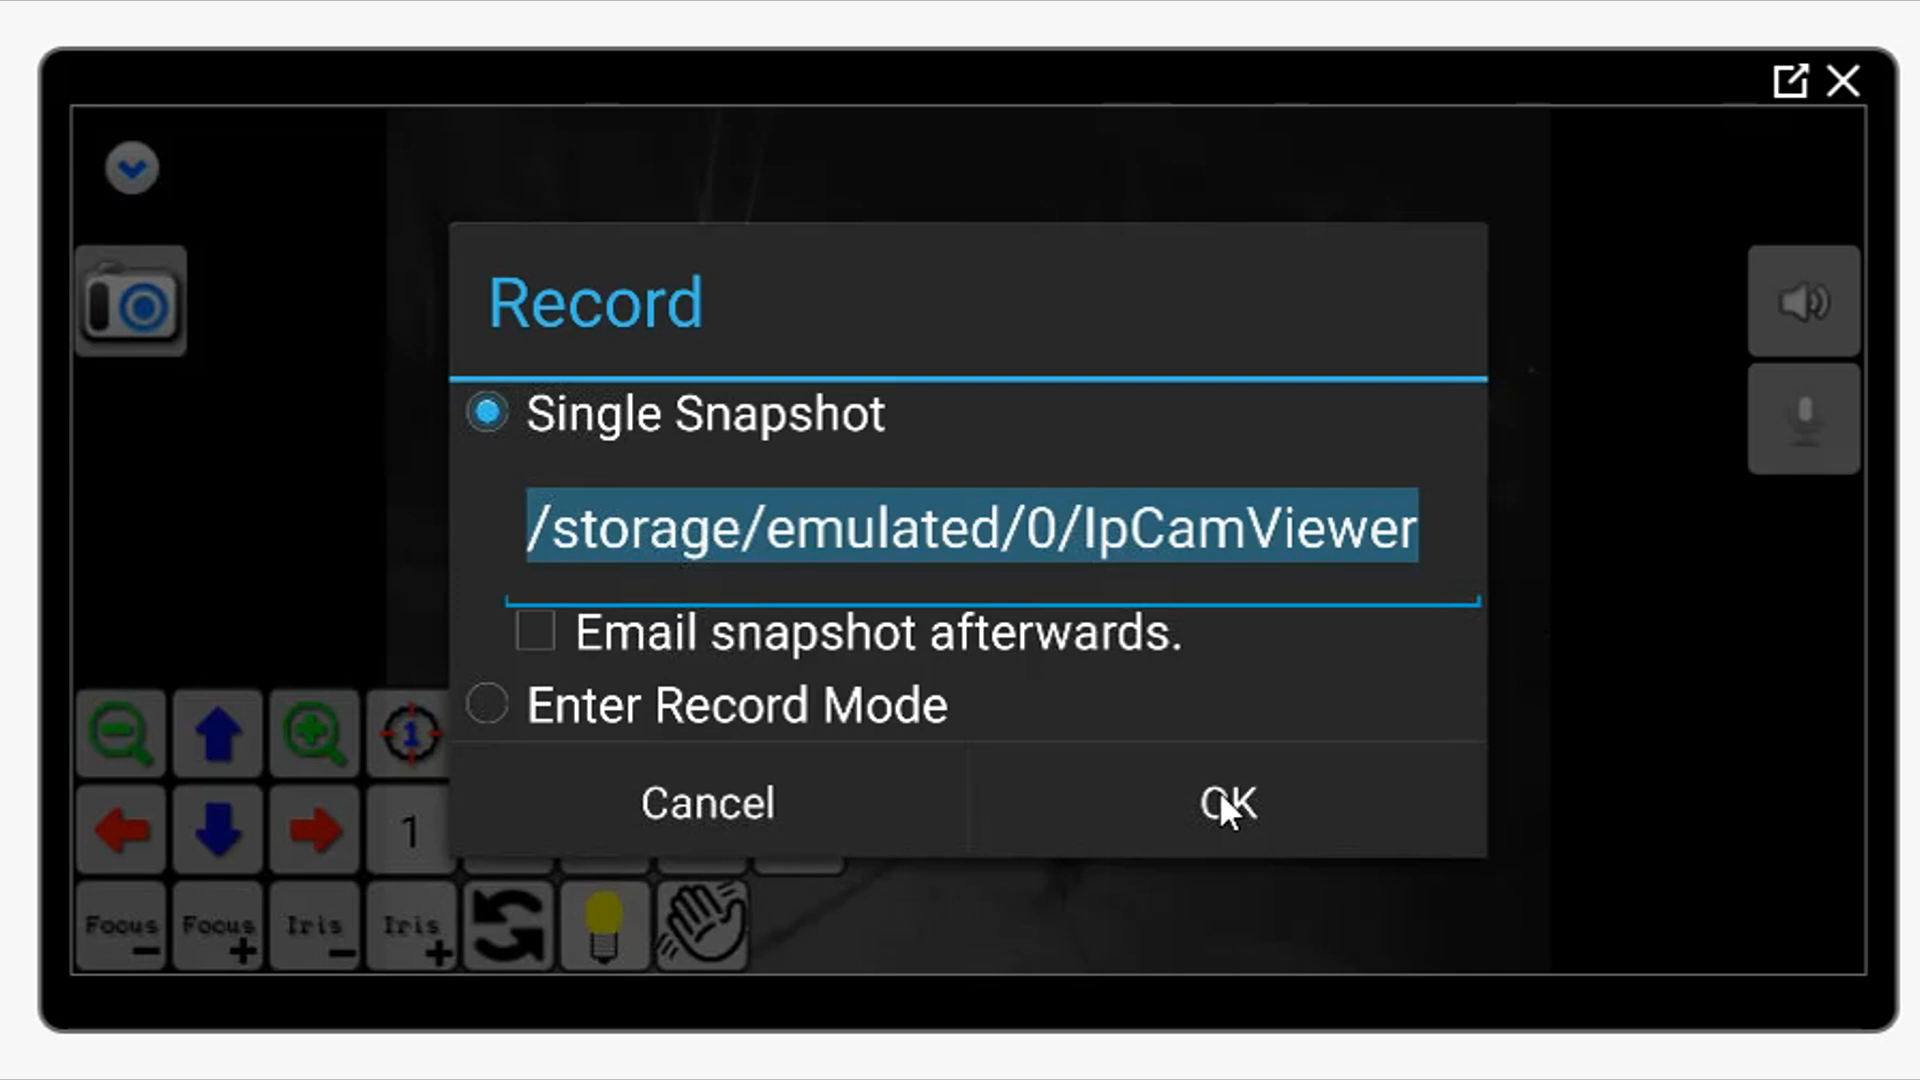 Record
Single Snapshot
/storage/emulated/0/IpCamViewer
Email snapshot afterwards.
Enter Record Mode
Cancel
OK
1
1
Focus -
Focus +
Iris -
Iris +